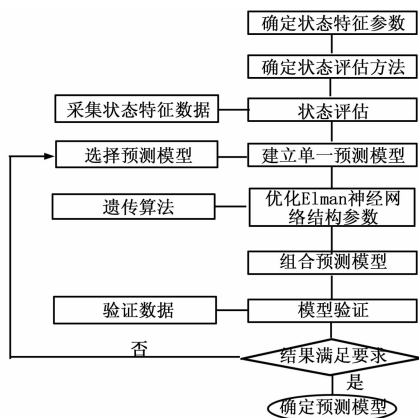 确定状态特征参数
确定状态评估方法
采集状态特征数据
状态评估
选择预测模型
建立单一预测模型
遗传算法
优化Elman神经网
络结构参数
组合预测模型
验证数据
模型验证
否
结果满足要求
是
确定预测模型